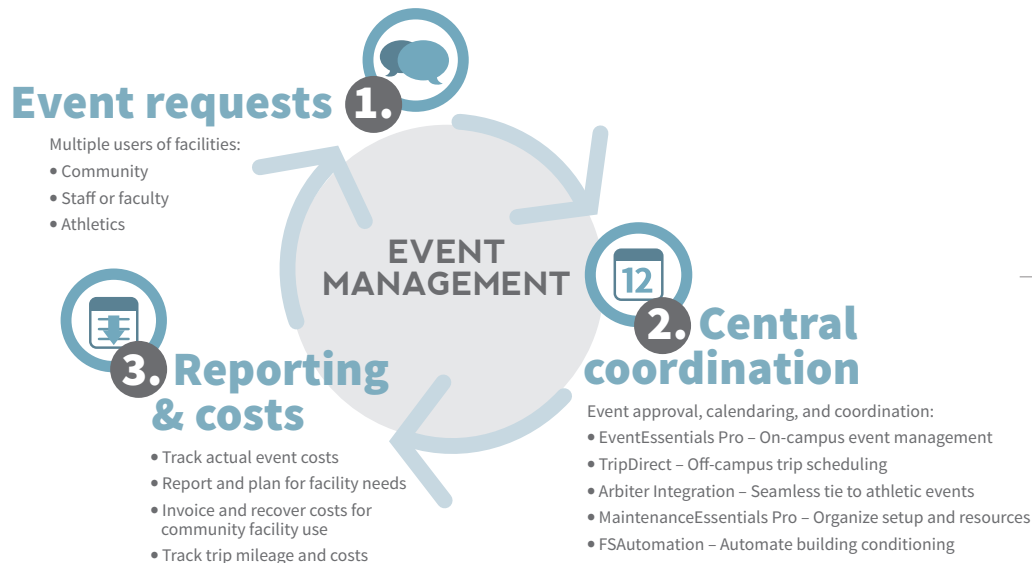 Event requests 1.
Multiple users of facilities:
• Community
• Staff or faculty
• Athletics
EVENT
MANAGEMENT
12
2. Central
coordination
Event approval, calendaring, and coordination:
• EventEssentials Pro – On-campus event management
• TripDirect – Off-campus trip scheduling
• Arbiter Integration – Seamless tie to athletic events
• MaintenanceEssentials Pro – Organize setup and resources
• FSAutomation – Automate building conditioning
3. Reporting
& costs
• Track actual event costs
• Report and plan for facility needs
• Invoice and recover costs for
community facility use
• Track trip mileage and costs